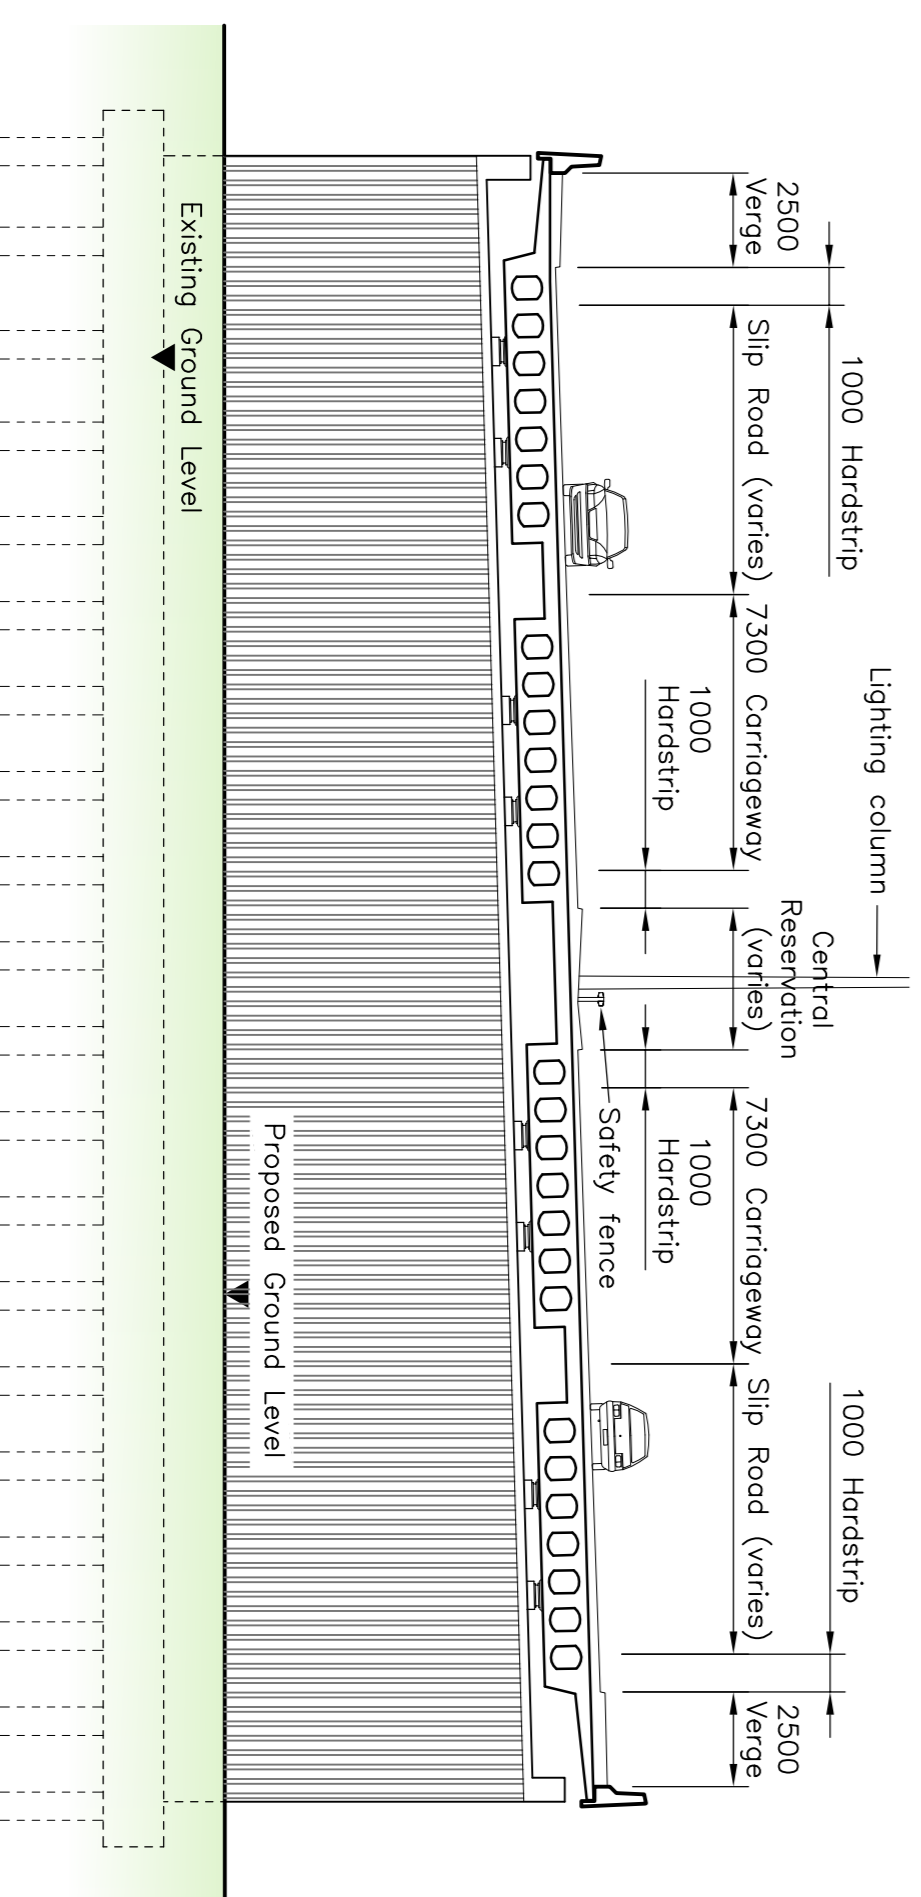 Lighting column
1000 Hardstrip
1000 Hardstrip
Central
Reservation
(varies)
2500
Verge
Slip Road (varies)
7300 Carriageway
7300 Carriageway
Slip Road (varies)
2500
Verge
1000
Hardstrip
1000
Hardstrip
Safety fence
Proposed Ground Level
Existing Ground Level